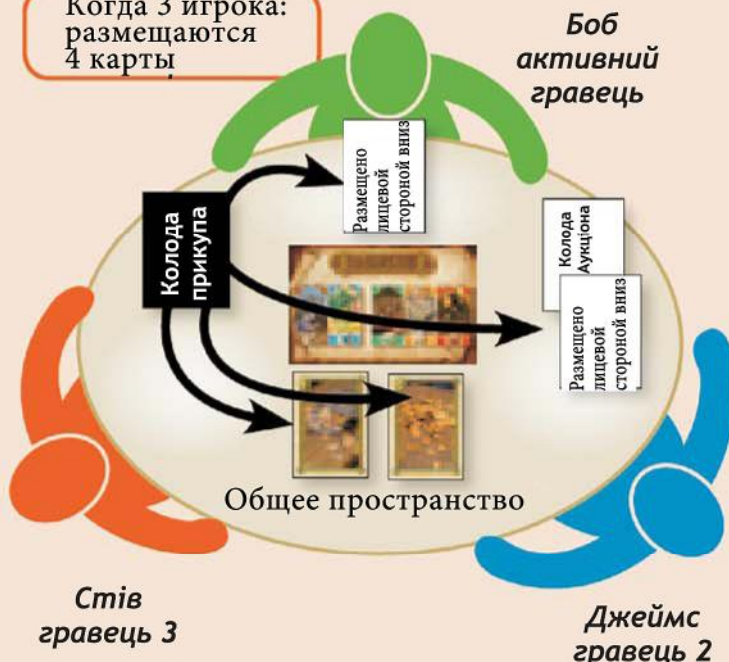 Когда 3 игрока:
размещаются
4 карты
Боб
активний
гравець
Размещено
лицевой
стороной вниз
Колода
прикупа
Колода
Аукціона
Размещено
лицевой
стороной вниз
Общее пространство
Стів
гравець 3
Джеймс
гравець 2